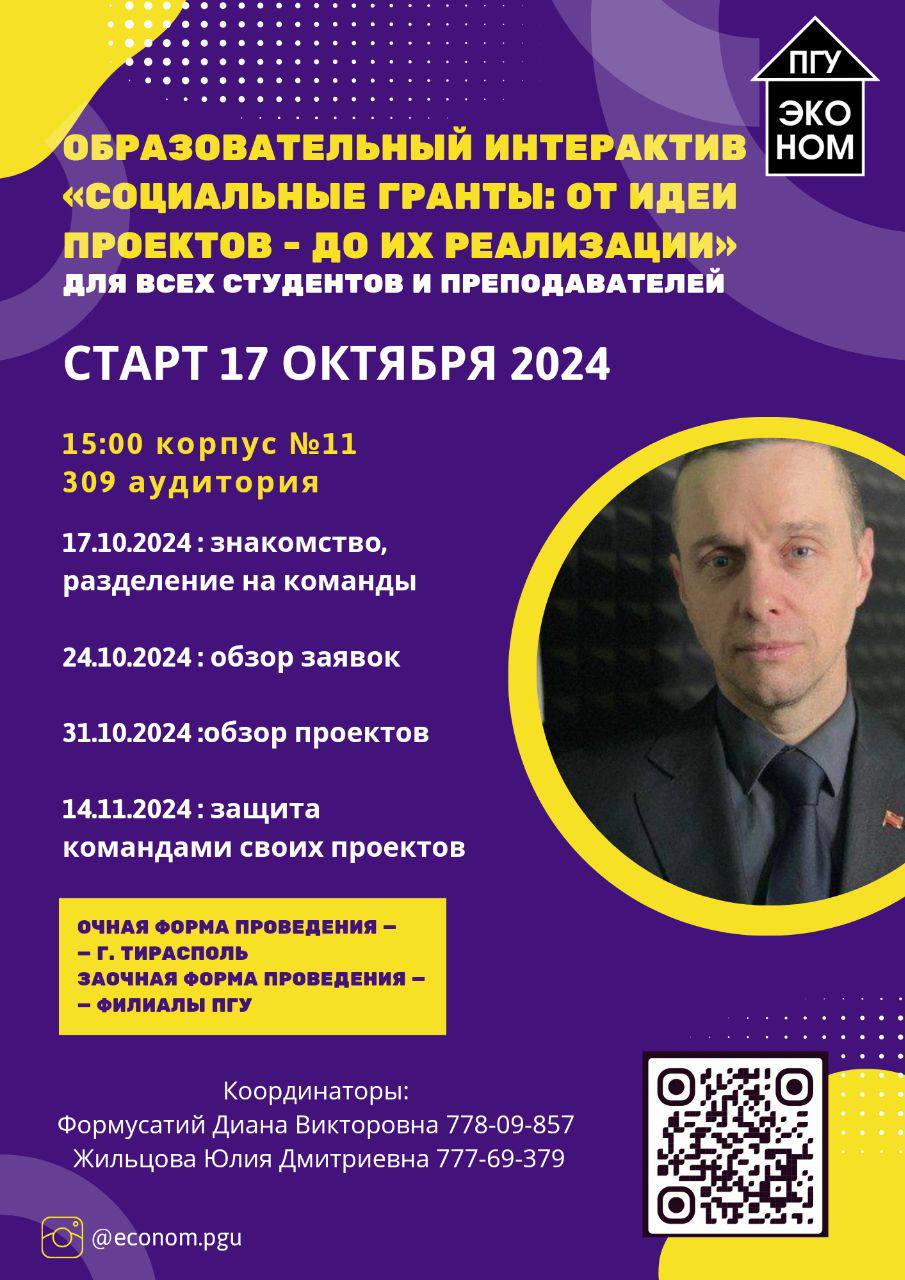 ПГУ
ЭКО
НОМ
ОБРАЗОВАТЕЛЬНЫЙ ИНТЕРАКТИВ
«СОЦИАЛЬНЫЕ ГРАНТЫ: ОТ ИДЕИ
ПРОЕКТОВ – ДО ИХ РЕАЛИЗАЦИИ»
ДЛЯ ВСЕХ СТУДЕНТОВ И ПРЕПОДАВАТЕЛЕЙ
СТАРТ 17 ОКТЯБРЯ 2024
15:00 корпус №11
309 аудитория
17.10.2024 : знакомство,
разделение на команды
24.10.2024 : обзор заявок
31.10.2024 :обзор проектов
14.11.2024 : защита
командами своих проектов
ОЧНАЯ ФОРМА ПРОВЕДЕНИЯ –
– Г. ТИРАСПОЛЬ
ЗАОЧНАЯ ФОРМА ПРОВЕДЕНИЯ –
– ФИЛИАЛЫ ПГУ
Координаторы:
Формусатий Диана Викторовна 778-09-857
Жильцова Юлия Дмитриевна 777-69-379
@econom.pgu